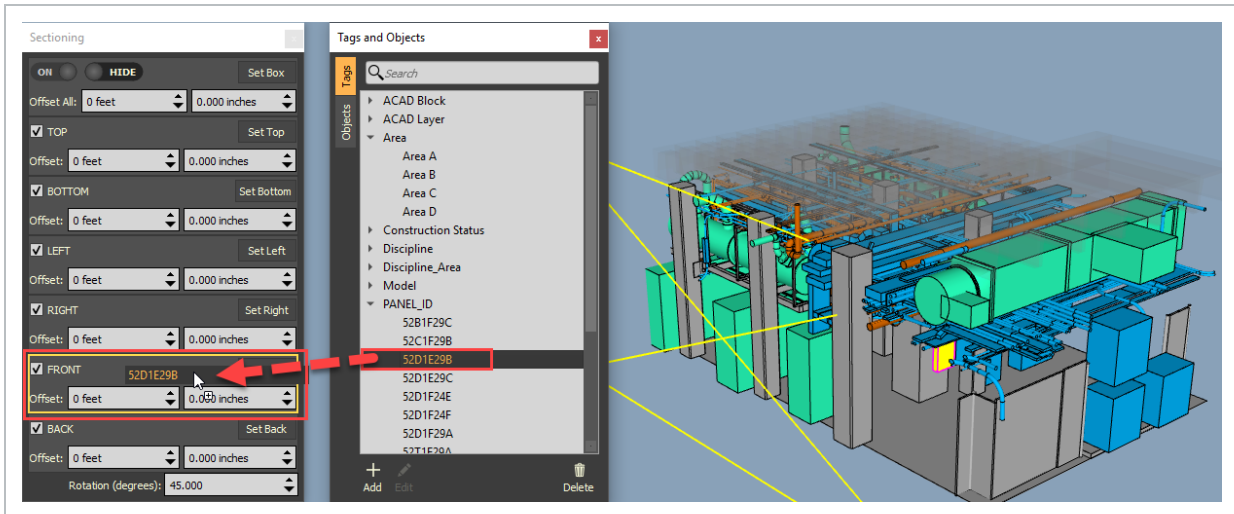 Sectioning
ON HIDE Set Box
Offset All: 0 feet 0.000 inches
TOP Set Top
Offset: 0 feet 0.000 inches
BOTTOM Set Bottom
Offset: 0 feet 0.000 inches
LEFT Set Left
Offset: 0 feet 0.000 inches
RIGHT Set Right
Offset: 0 feet 0.000 inches
FRONT 52D1E29B
Offset: 0 feet 0.000 inches
BACK Set Back
Offset: 0 feet 0.000 inches
Rotation (degrees): 45.000
Tags and Objects x
Tags
Objects
Search
ACAD Block
ACAD Layer
Area
Area A
Area B
Area C
Area D
Construction Status
Discipline
Discipline_Area
Model
PANEL_ID
52B1F29C
52C1F29B
52D1E29B
52D1E29C
52D1F24E
52D1F24F
52D1F29A
52T1F29A
Add Edit Delete